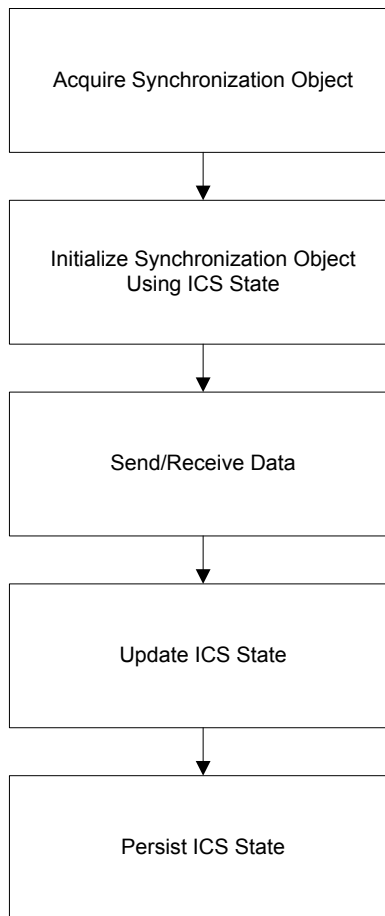 Acquire Synchronization Object
Initialize Synchronization Object
Using ICS State
Send/Receive Data
Update ICS State
Persist ICS State